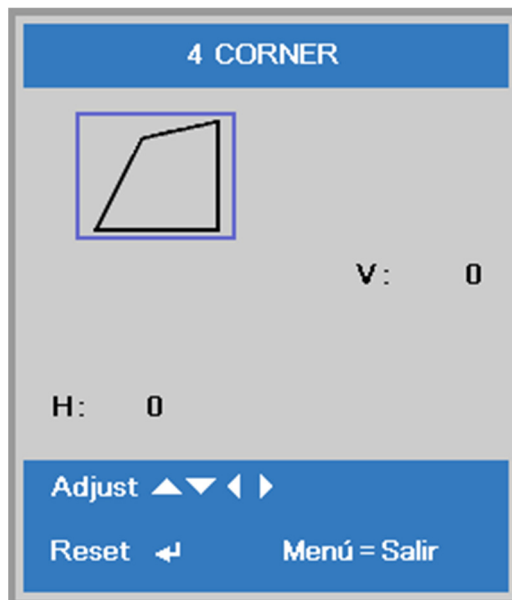 4 CORNER
V: 0
H: 0
Adjust ▲▼◀▶
Reset ↵ Menú = Salir